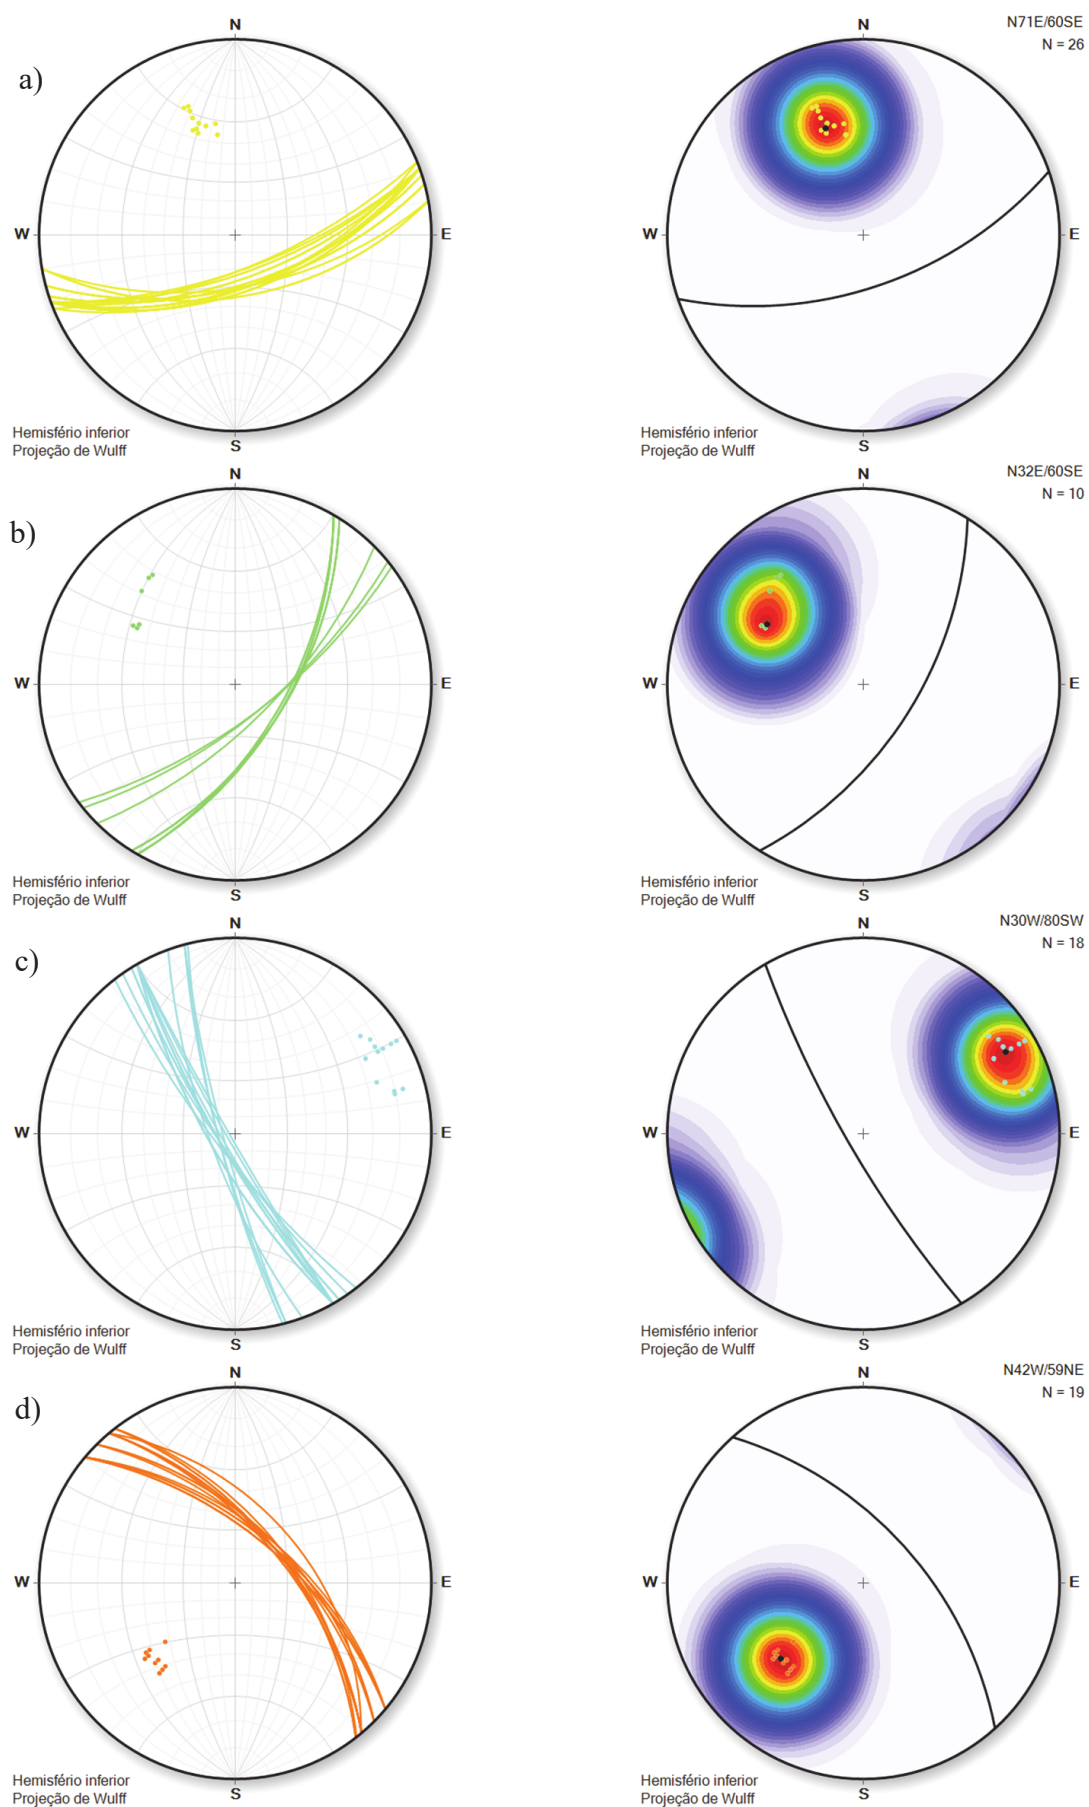 a)
N
W
E
S
Hemisfério inferior
Projeção de Wulff
N71E/60SE
N = 26
N
W
E
S
Hemisfério inferior
Projeção de Wulff
b)
N
W
E
S
Hemisfério inferior
Projeção de Wulff
N32E/60SE
N = 10
N
W
E
S
Hemisfério inferior
Projeção de Wulff
c)
N
W
E
S
Hemisfério inferior
Projeção de Wulff
N30W/80SW
N = 18
N
W
E
S
Hemisfério inferior
Projeção de Wulff
d)
N
W
E
S
Hemisfério inferior
Projeção de Wulff
N42W/59NE
N = 19
N
W
E
S
Hemisfério inferior
Projeção de Wulff